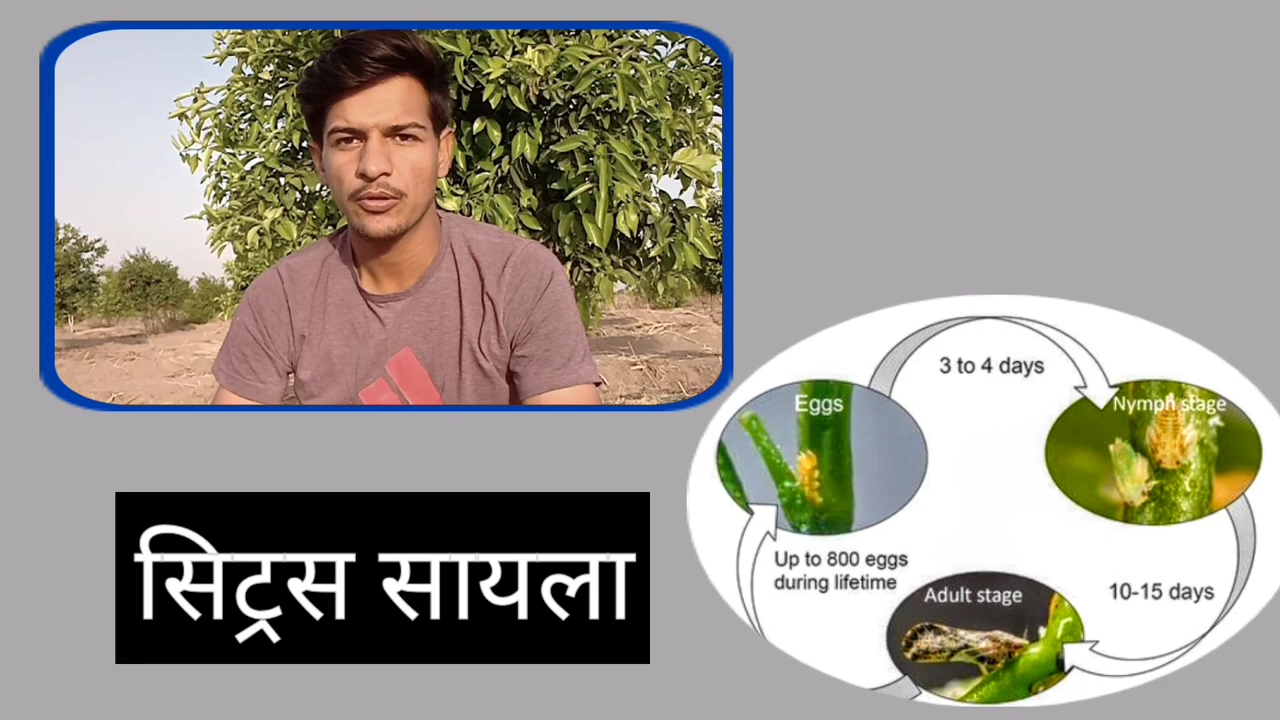 3 to 4 days
Eggs
Nymph stage
सिट्रस सायला
Up to 800 eggs
during lifetime
Adult stage
10-15 days